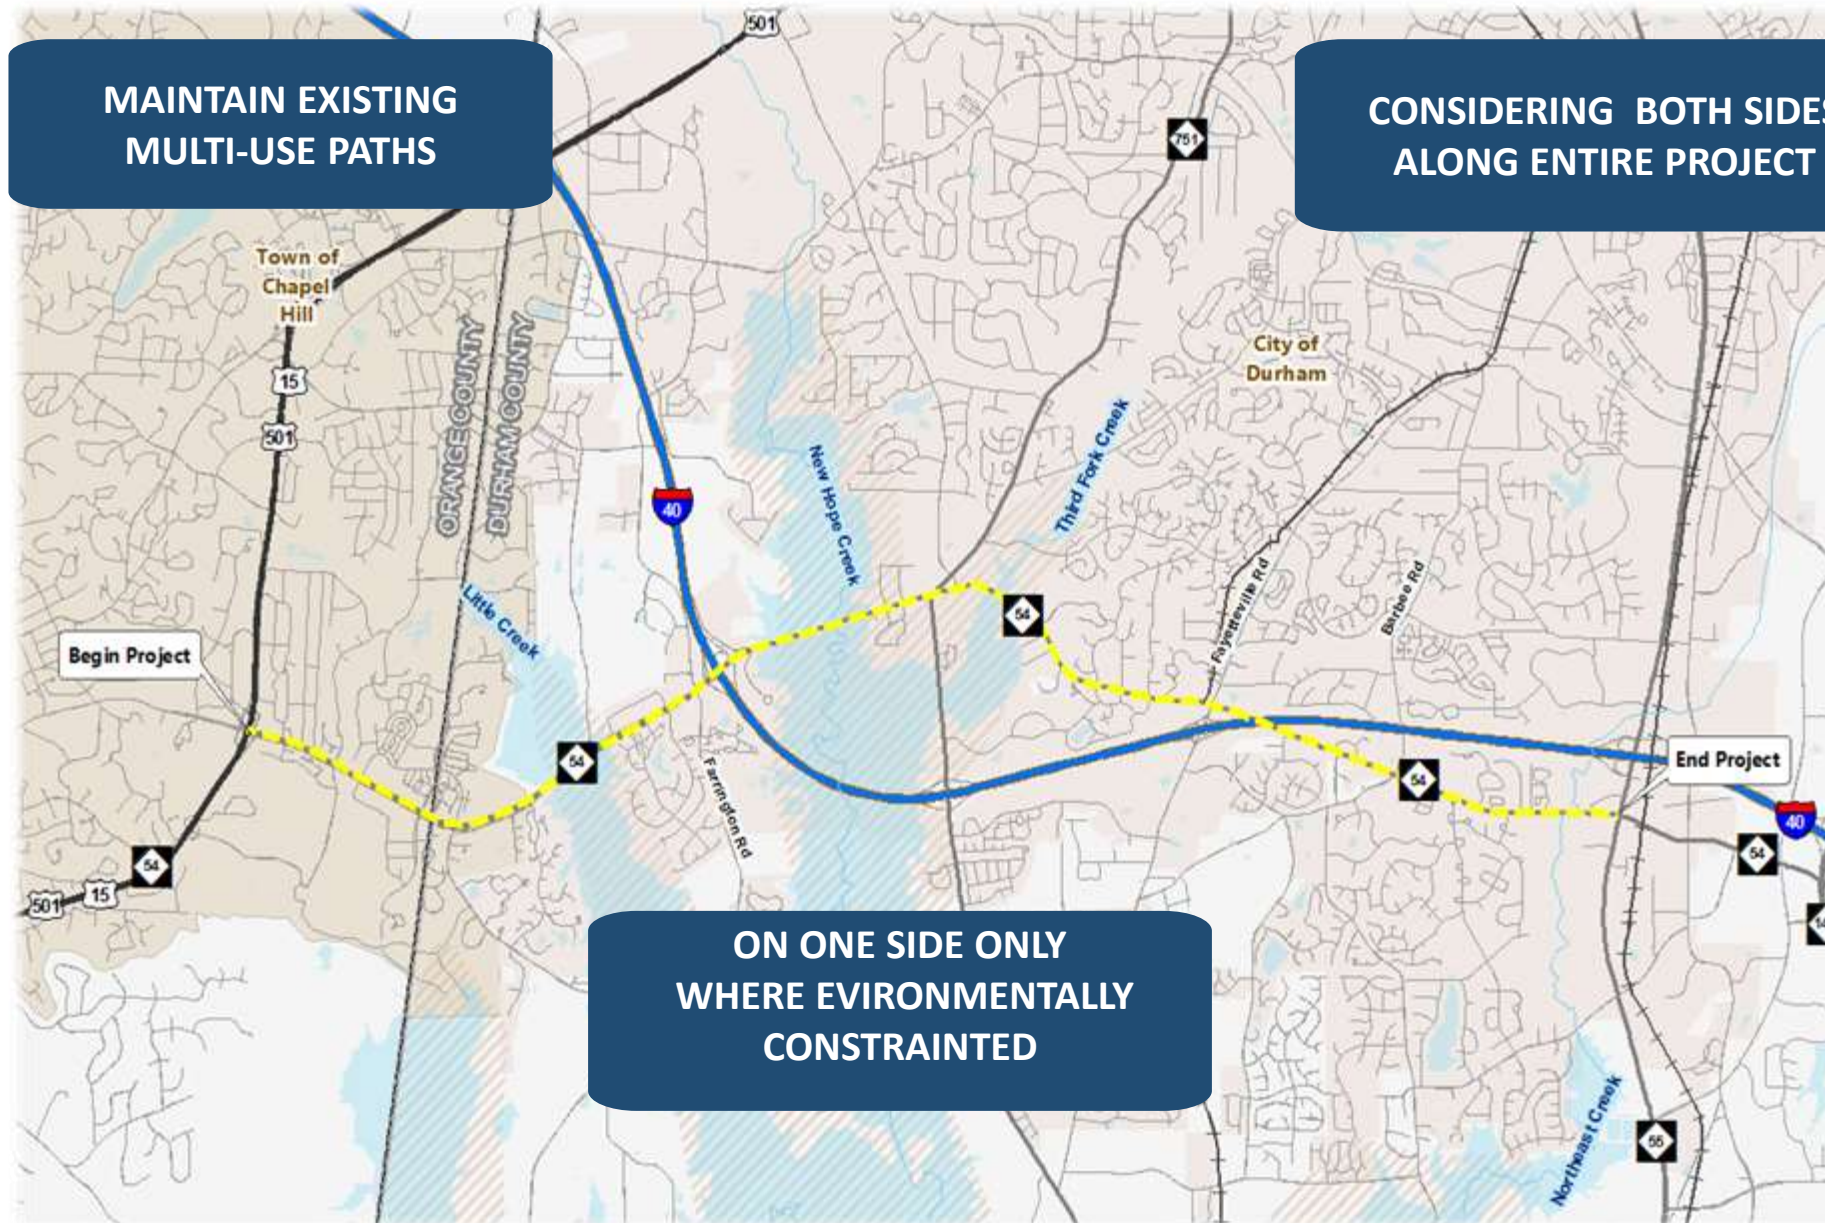 501
MAINTAIN EXISTING
MULTI-USE PATHS
CONSIDERING BOTH SIDES
ALONG ENTIRE PROJECT
751
Town of
Chapel
Hill
ORANGE COUNTY
DURHAM COUNTY
City of
Durham
15
501
New Hope Creek
Third Fork Creek
40
Little Creek
Begin Project
54
Fayetteville Rd
Barbee Rd
54
Farrington Rd
54
End Project
40
54
54
501
15
14
ON ONE SIDE ONLY
WHERE EVIRONMENTALLY
CONSTRAINTED
Northeast Creek
55